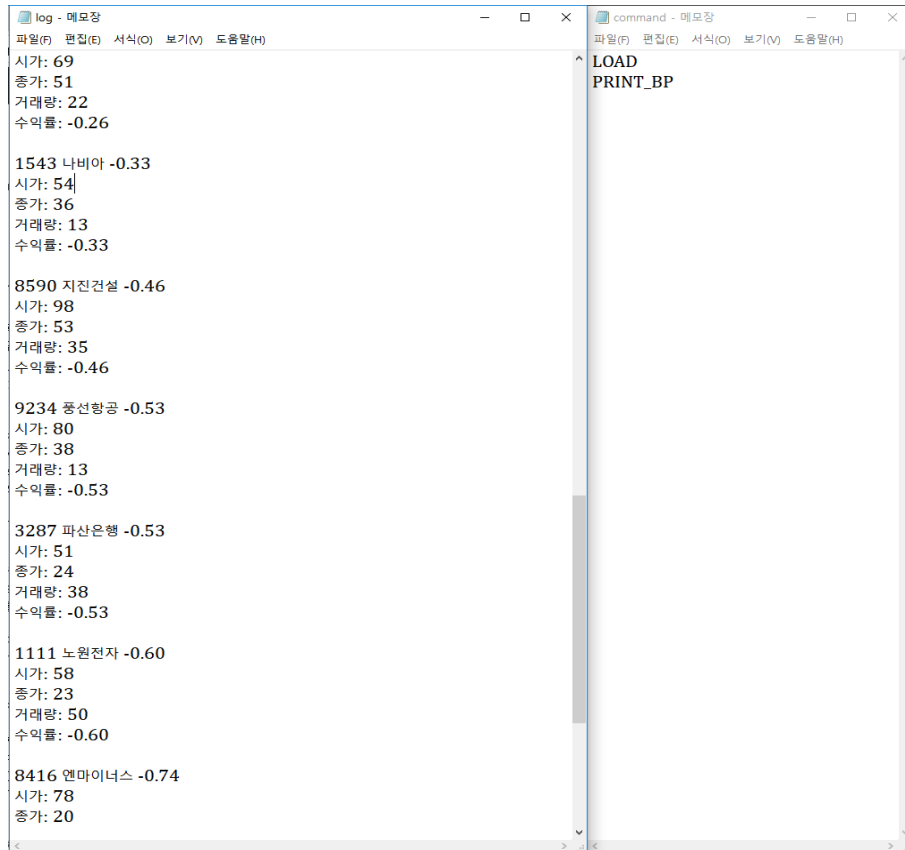 log - 메모장
파일(F) 편집(E) 서식(O) 보기(V) 도움말(H)
시가: 69
종가: 51
거래량: 22
수익률: -0.26
1543 나비아 -0.33
시가: 54
종가: 36
거래량: 13
수익률: -0.33
8590 지진건설 -0.46
시가: 98
종가: 53
거래량: 35
수익률: -0.46
9234 풍선항공 -0.53
시가: 80
종가: 38
거래량: 13
수익률: -0.53
3287 파산은행 -0.53
시가: 51
종가: 24
거래량: 38
수익률: -0.53
1111 노원전자 -0.60
시가: 58
종가: 23
거래량: 50
수익률: -0.60
8416 엔마이너스 -0.74
시가: 78
종가: 20
command - 메모장
파일(F) 편집(E) 서식(O) 보기(V) 도움말(H)
LOAD
PRINT_BP